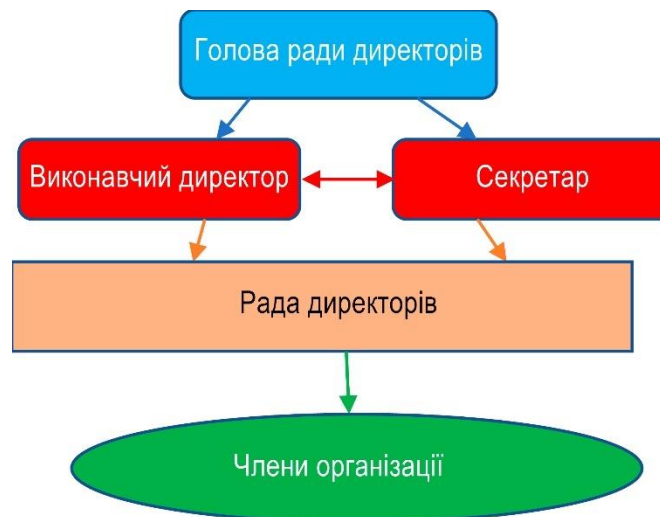 Голова ради директорів
Виконавчий директор
Секретар
Рада директорів
Члени організації